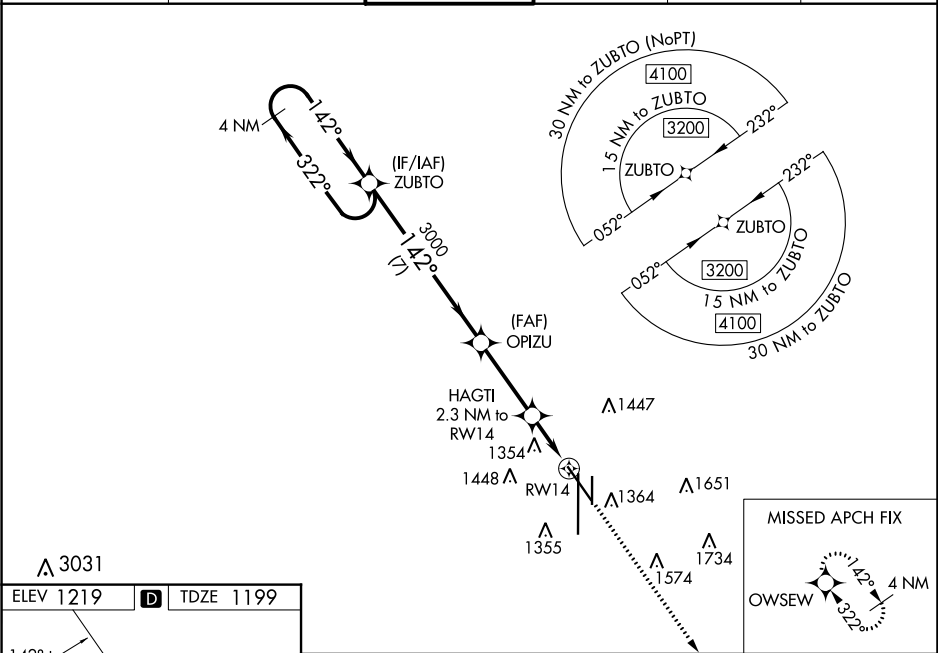 30 NM to ZUBTO (NoPT)
4100
15 NM to ZUBTO
3200
232°
ZUBTO
052°
232°
ZUBTO
052°
3200
15 NM to ZUBTO
4100
30 NM to ZUBTO
4 NM
142°
322°
(IF/IAF)
ZUBTO
3000
142°
(7)
(FAF)
OPIZU
HAGTI
2.3 NM to
RW14
1447
1354
1448
RW14
1364
1651
1355
1574
1734
3031
MISSED APCH FIX
142°
4 NM
OWSEW
322°
ELEV 1219 D TDZE 1199